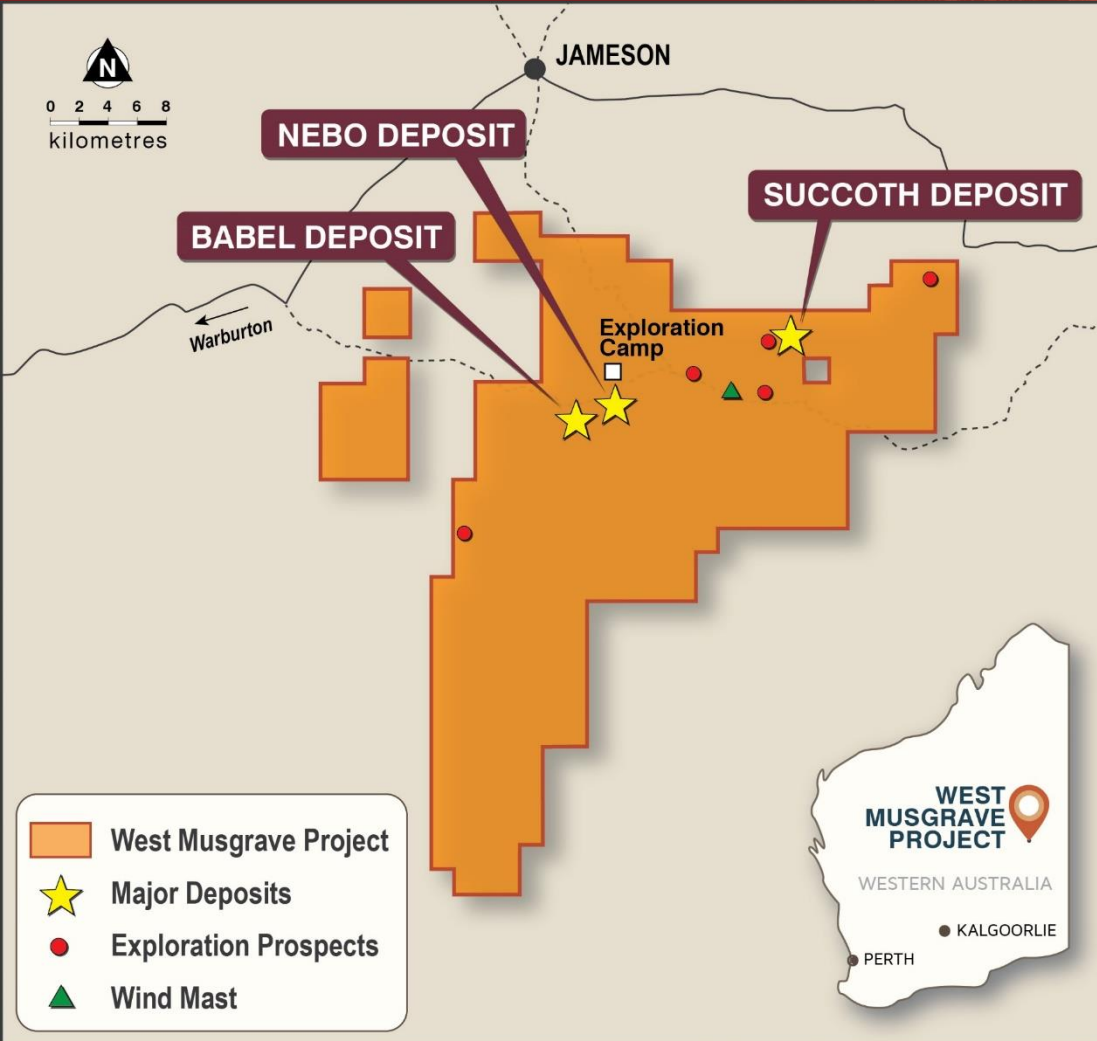 N
0 2 4 6 8
kilometres
JAMESON
NEBO DEPOSIT
SUCCOTH DEPOSIT
BABEL DEPOSIT
Warburton
Exploration
Camp
West Musgrave Project
Major Deposits
Exploration Prospects
Wind Mast
WEST
MUSGRAVE
PROJECT
WESTERN AUSTRALIA
KALGOORLIE
PERTH